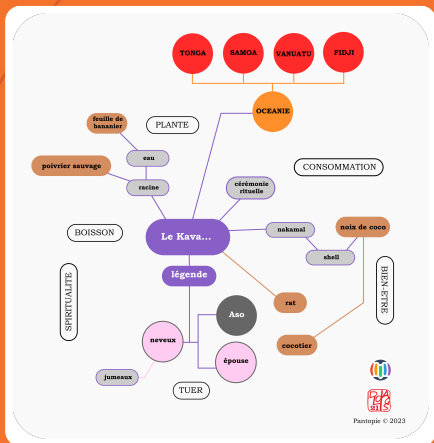 TONGA
SAMOA
VANUATU
FIDJI
OCEANIE
feuille de
bananier
PLANTE
eau
poivrier sauvage
racine
cérémonie
rituelle
CONSOMMATION
BOISSON
Le Kava...
nakamal
noix de coco
shell
légende
SPIRITUALITE
BIEN-ETRE
rat
Aso
neveux
épouse
cocotier
jumeaux
TUER
Pantopie © 2023